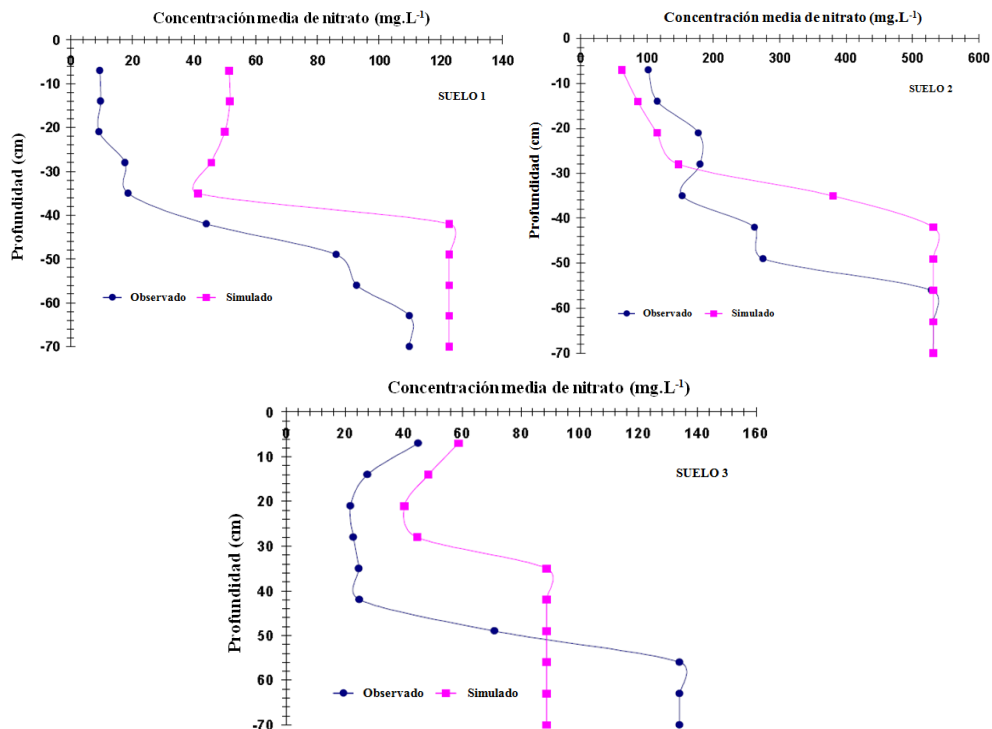 Concentración media de nitrato (mg.L-1)
0 20 40 60 80 100 120 140
0
-10
-20
-30
-40
-50
-60
-70
Profundidad (cm)
SUELO 1
Observado Simulado
Concentración media de nitrato (mg.L-1)
0 100 200 300 400 500 600
0
-10
-20
-30
-40
-50
-60
-70
Profundidad (cm)
SUELO 2
Observado Simulado
Concentración media de nitrato (mg.L-1)
0 20 40 60 80 100 120 140 160
0
10
20
30
40
50
60
-70
Profundidad (cm)
SUELO 3
Observado Simulado